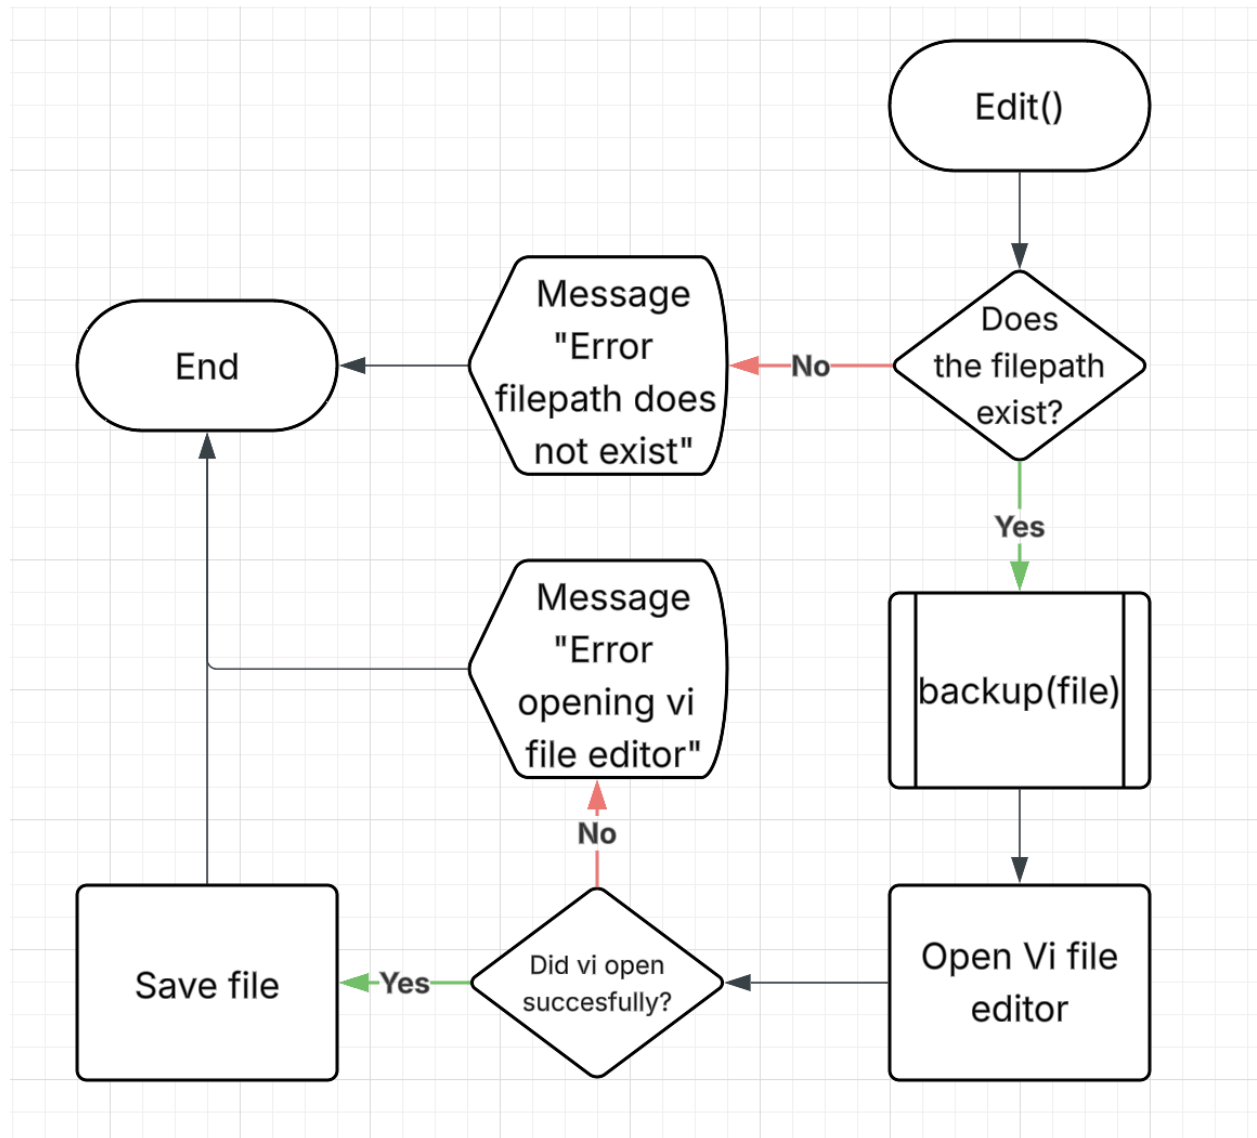 Edit()
Does
the filepath
exist?
No
Message
"Error
filepath does
not exist"
End
Yes
backup(file)
Open Vi file
editor
Did vi open
succesfully?
No
Message
"Error
opening vi
file editor"
Yes
Save file